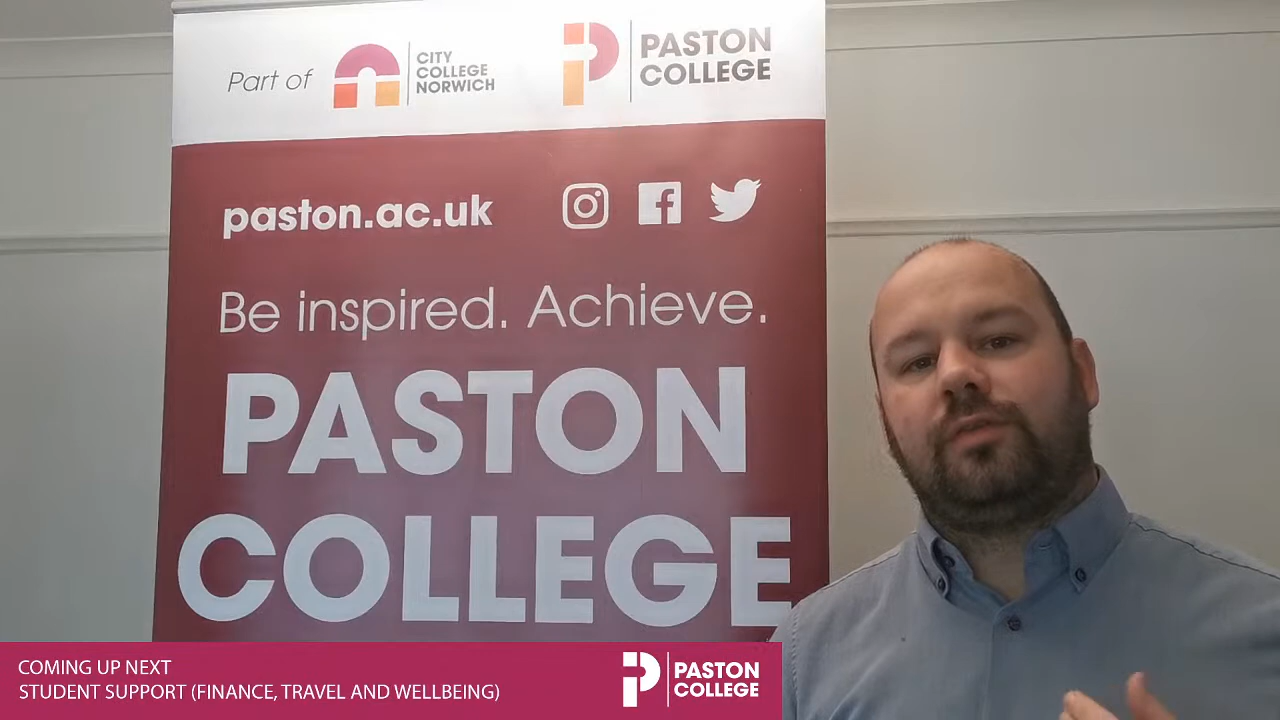 Part of
CITY
COLLEGE
NORWICH
PASTON
COLLEGE
paston.ac.uk
Be inspired. Achieve.
PASTON
COLLEGE
COMING UP NEXT
STUDENT SUPPORT (FINANCE, TRAVEL AND WELLBEING)
PASTON
COLLEGE